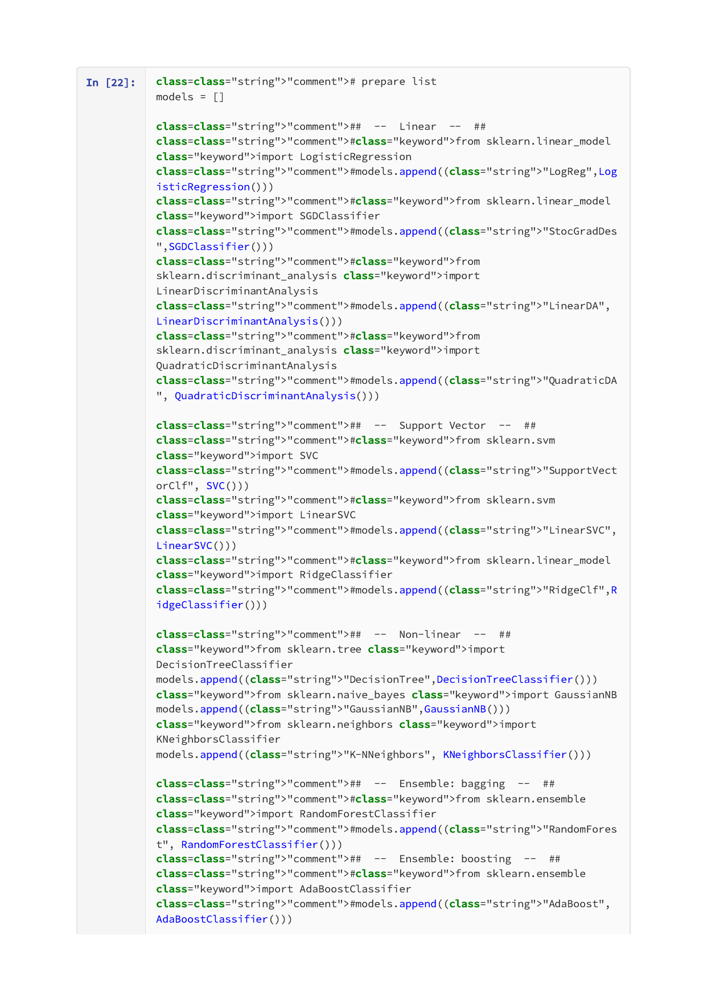 In [22]:
class=class="string">"comment"># prepare list
models = []
class=class="string">"comment">##  --  Linear  --  ##
class=class="string">"comment">#class="keyword">from sklearn.linear_model
class="keyword">import LogisticRegression
class=class="string">"comment">#models.append((class="string">"LogReg",Log
isticRegression()))
class=class="string">"comment">#class="keyword">from sklearn.linear_model
class="keyword">import SGDClassifier
class=class="string">"comment">#models.append((class="string">"StocGradDes
",SGDClassifier()))
class=class="string">"comment">#class="keyword">from
sklearn.discriminant_analysis class="keyword">import
LinearDiscriminantAnalysis
class=class="string">"comment">#models.append((class="string">"LinearDA",
LinearDiscriminantAnalysis()))
class=class="string">"comment">#class="keyword">from
sklearn.discriminant_analysis class="keyword">import
QuadraticDiscriminantAnalysis
class=class="string">"comment">#models.append((class="string">"QuadraticDA
", QuadraticDiscriminantAnalysis()))
class=class="string">"comment">##  --  Support Vector  --  ##
class=class="string">"comment">#class="keyword">from sklearn.svm
class="keyword">import SVC
class=class="string">"comment">#models.append((class="string">"SupportVect
orClf", SVC()))
class=class="string">"comment">#class="keyword">from sklearn.svm
class="keyword">import LinearSVC
class=class="string">"comment">#models.append((class="string">"LinearSVC",
LinearSVC()))
class=class="string">"comment">#class="keyword">from sklearn.linear_model
class="keyword">import RidgeClassifier
class=class="string">"comment">#models.append((class="string">"RidgeClf",R
idgeClassifier()))
class=class="string">"comment">##  --  Non-linear  --  ##
class="keyword">from sklearn.tree class="keyword">import
DecisionTreeClassifier
models.append((class="string">"DecisionTree",DecisionTreeClassifier()))
class="keyword">from sklearn.naive_bayes class="keyword">import GaussianNB
models.append((class="string">"GaussianNB",GaussianNB()))
class="keyword">from sklearn.neighbors class="keyword">import
KNeighborsClassifier
models.append((class="string">"K-NNeighbors", KNeighborsClassifier()))
class=class="string">"comment">##  --  Ensemble: bagging  --  ##
class=class="string">"comment">#class="keyword">from sklearn.ensemble
class="keyword">import RandomForestClassifier
class=class="string">"comment">#models.append((class="string">"RandomFores
t", RandomForestClassifier()))
class=class="string">"comment">##  --  Ensemble: boosting  --  ##
class=class="string">"comment">#class="keyword">from sklearn.ensemble
class="keyword">import AdaBoostClassifier
class=class="string">"comment">#models.append((class="string">"AdaBoost",
AdaBoostClassifier()))